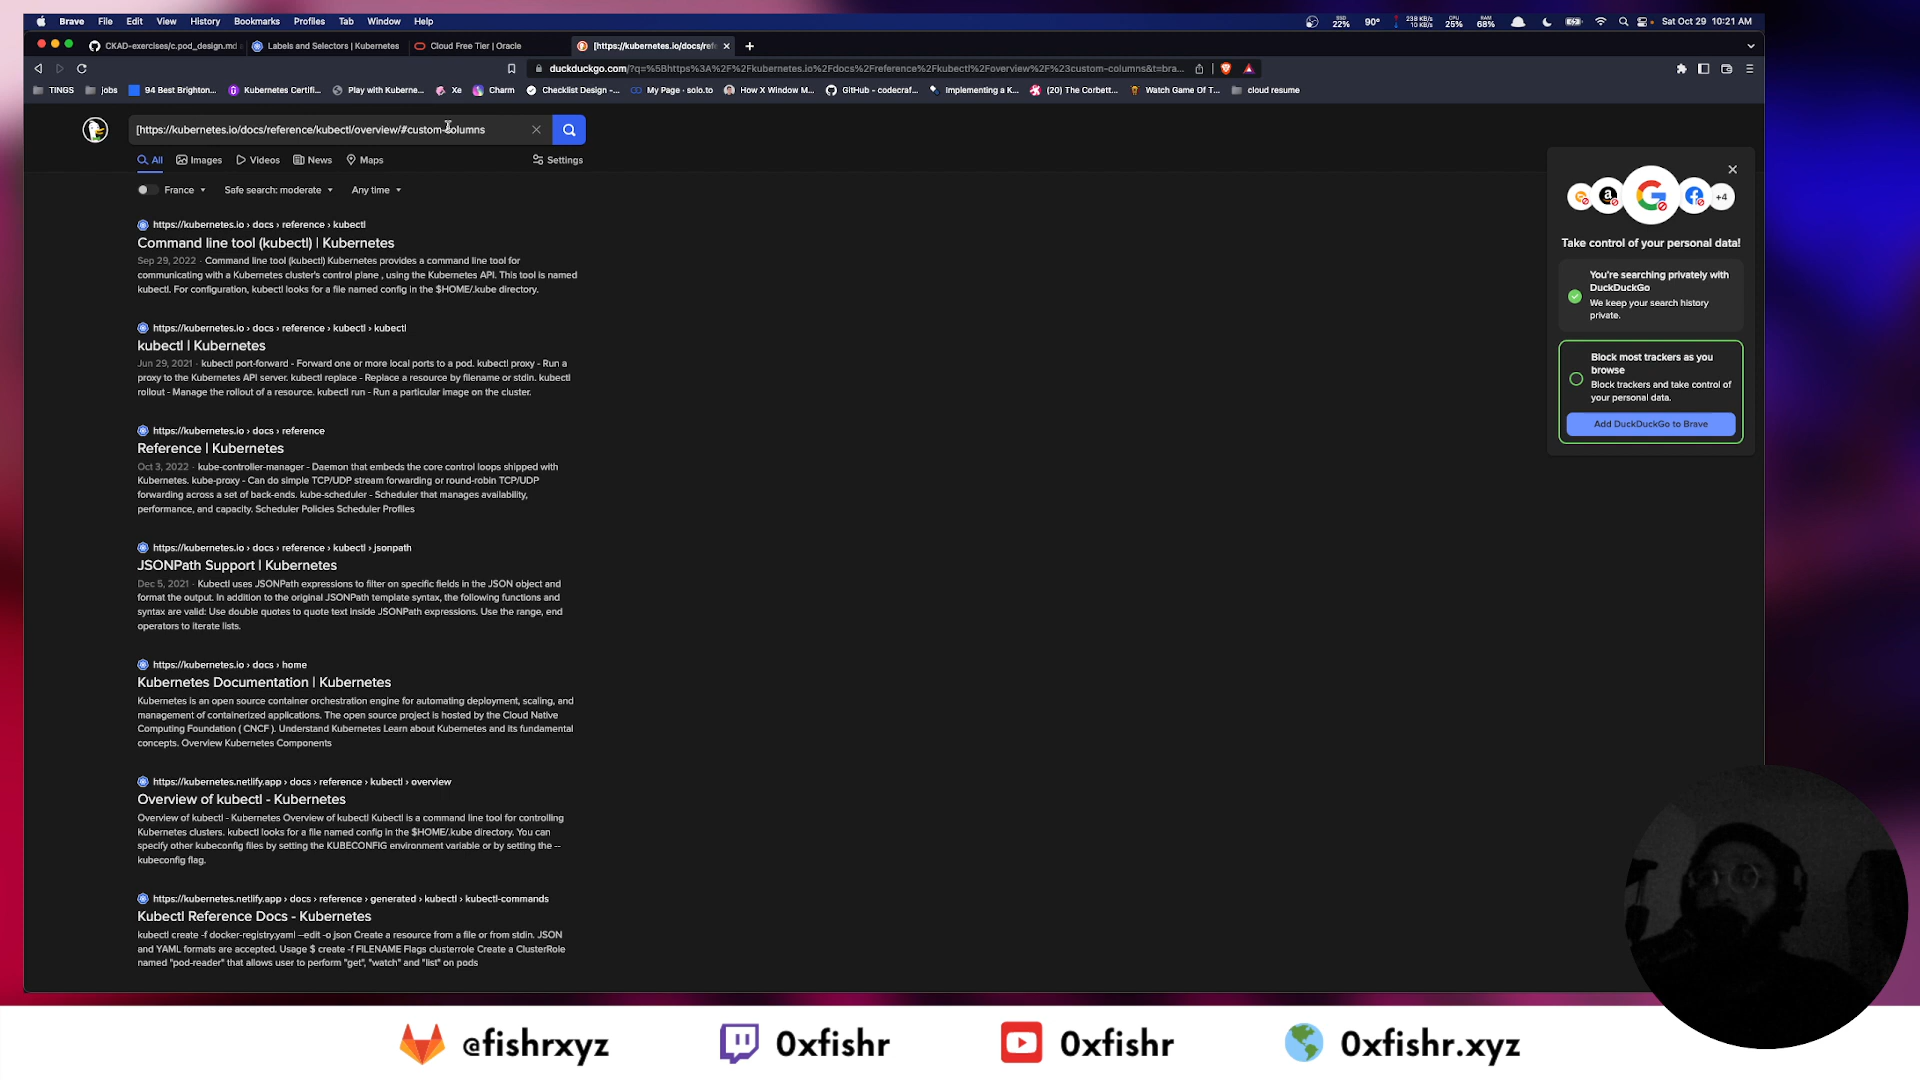 Brave File Edit View History Bookmarks Profiles Tab Window Help
SSD 22% 90° 238 KB/s 10 KB/s CPU 25% RAM 68% Sat Oct 29 10:21 AM
CKAD-exercises/c.pod_design.md Labels and Selectors | Kubernetes Cloud Free Tier | Oracle [https://kubernetes.io/docs/ref
duckduckgo.com/?q=%5Bhttps%3A%2F%2Fkubernetes.io%2Fdocs%2Freference%2Fkubectl%2Foverview%2F%23custom-columns&t=bra...
TINGS jobs 94 Best Brighton... Kubernetes Certifi... Play with Kuberne... Xe Charm Checklist Design -... My Page · solo.to How X Window M... GitHub - codecraf... Implementing a K... (20) The Corbett... Watch Game Of T... cloud resume
[https://kubernetes.io/docs/reference/kubectl/overview/#custom-columns
All Images Videos News Maps Settings
France Safe search: moderate Any time
https://kubernetes.io › docs › reference › kubectl
Command line tool (kubectl) | Kubernetes
Sep 29, 2022 · Command line tool (kubectl) Kubernetes provides a command line tool for
communicating with a Kubernetes cluster's control plane , using the Kubernetes API. This tool is named
kubectl. For configuration, kubectl looks for a file named config in the $HOME/.kube directory.
https://kubernetes.io › docs › reference › kubectl › kubectl
kubectl | Kubernetes
Jun 29, 2021 · kubectl port-forward - Forward one or more local ports to a pod. kubectl proxy - Run a
proxy to the Kubernetes API server. kubectl replace - Replace a resource by filename or stdin. kubectl
rollout - Manage the rollout of a resource. kubectl run - Run a particular image on the cluster.
https://kubernetes.io › docs › reference
Reference | Kubernetes
Oct 3, 2022 · kube-controller-manager - Daemon that embeds the core control loops shipped with
Kubernetes. kube-proxy - Can do simple TCP/UDP stream forwarding or round-robin TCP/UDP
forwarding across a set of back-ends. kube-scheduler - Scheduler that manages availability,
performance, and capacity. Scheduler Policies Scheduler Profiles
https://kubernetes.io › docs › reference › kubectl › jsonpath
JSONPath Support | Kubernetes
Dec 5, 2021 · Kubectl uses JSONPath expressions to filter on specific fields in the JSON object and
format the output. In addition to the original JSONPath template syntax, the following functions and
syntax are valid: Use double quotes to quote text inside JSONPath expressions. Use the range, end
operators to iterate lists.
https://kubernetes.io › docs › home
Kubernetes Documentation | Kubernetes
Kubernetes is an open source container orchestration engine for automating deployment, scaling, and
management of containerized applications. The open source project is hosted by the Cloud Native
Computing Foundation ( CNCF ). Understand Kubernetes Learn about Kubernetes and its fundamental
concepts. Overview Kubernetes Components
https://kubernetes.netlify.app › docs › reference › kubectl › overview
Overview of kubectl - Kubernetes
Overview of kubectl - Kubernetes Overview of kubectl Kubectl is a command line tool for controlling
Kubernetes clusters. kubectl looks for a file named config in the $HOME/.kube directory. You can
specify other kubeconfig files by setting the KUBECONFIG environment variable or by setting the --
kubeconfig flag.
https://kubernetes.netlify.app › docs › reference › generated › kubectl › kubectl-commands
Kubectl Reference Docs - Kubernetes
kubectl create -f docker-registry.yaml --edit -o json Create a resource from a file or from stdin. JSON
and YAML formats are accepted. Usage $ create -f FILENAME Flags clusterrole Create a ClusterRole
named "pod-reader" that allows user to perform "get", "watch" and "list" on pods
+4
Take control of your personal data!
You're searching privately with
DuckDuckGo
We keep your search history
private.
Block most trackers as you
browse
Block trackers and take control of
your personal data.
Add DuckDuckGo to Brave
@fishrxyz 0xfishr 0xfishr 0xfishr.xyz